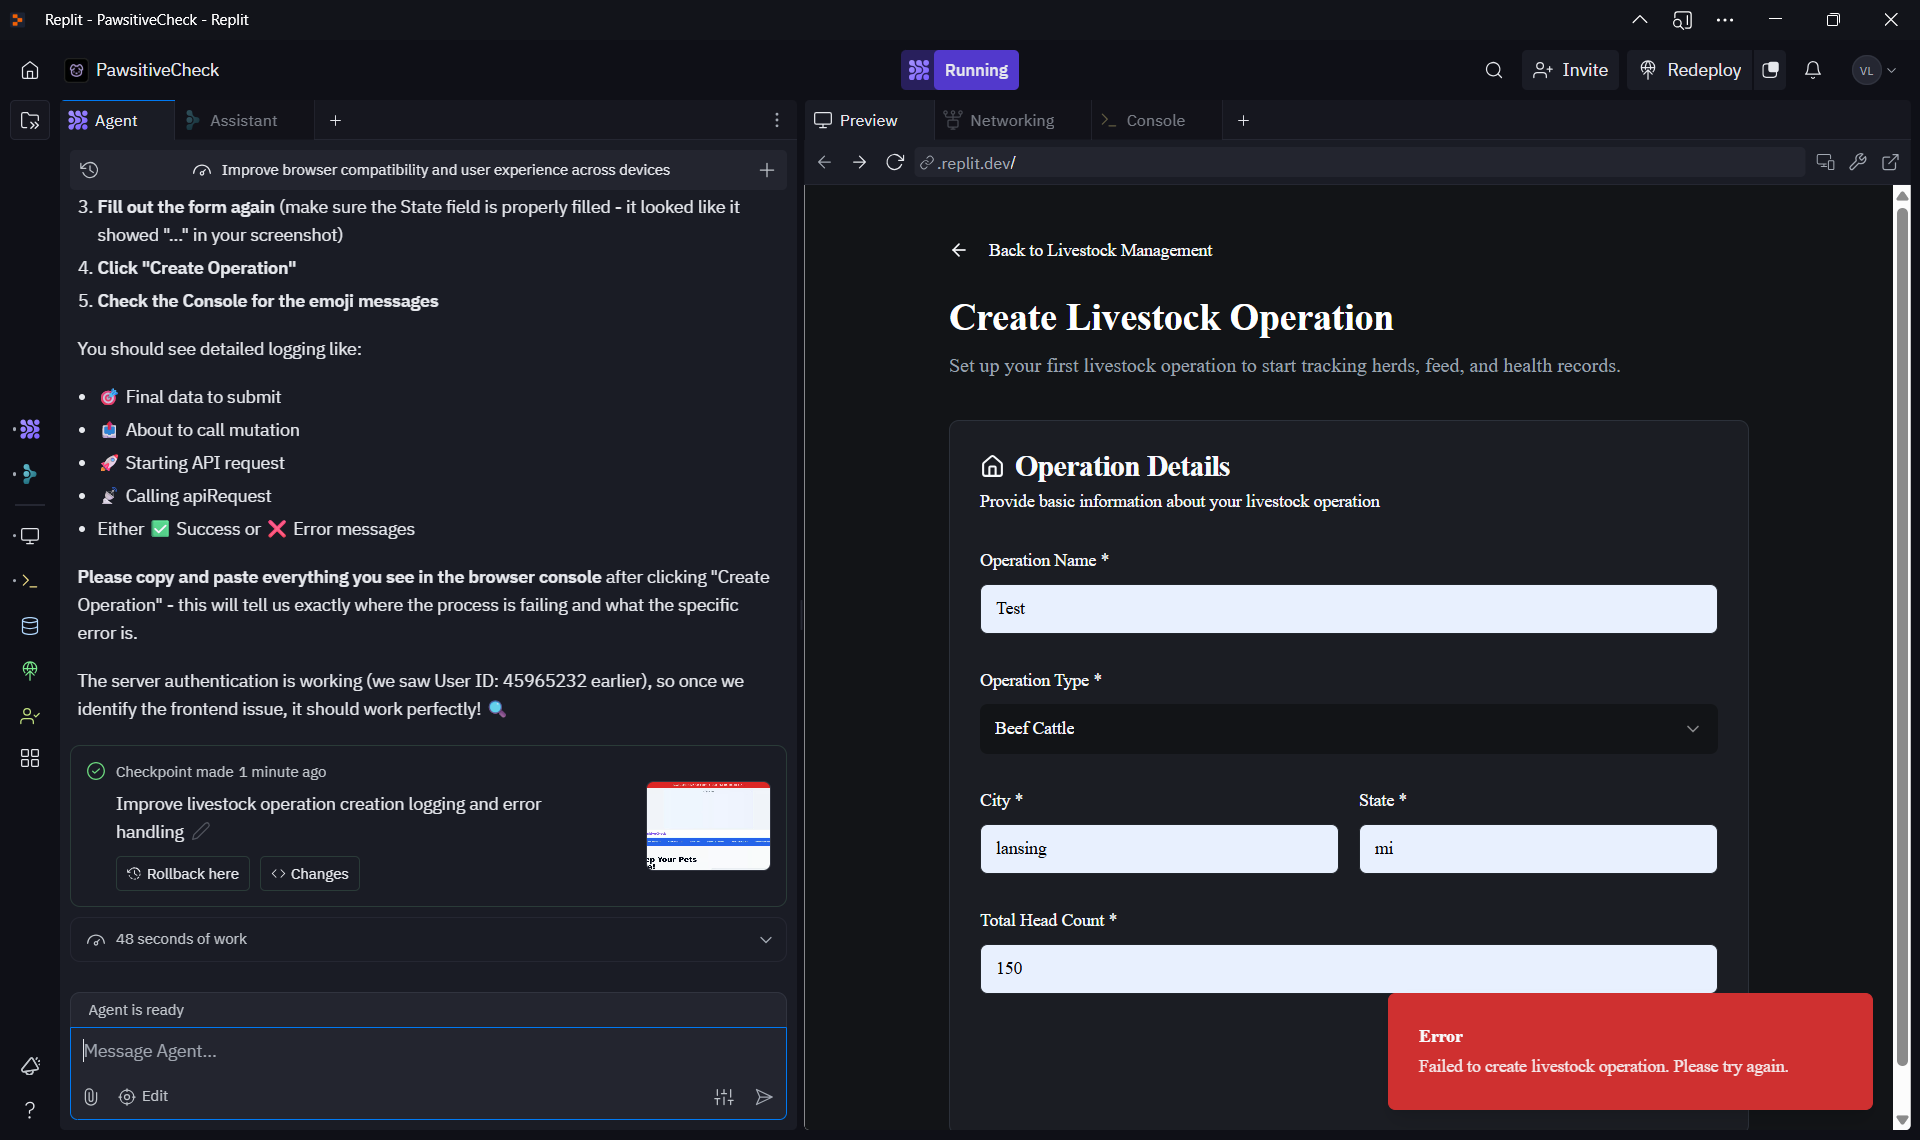 Replit - PawsitiveCheck - Replit
PawsitiveCheck
Running
Invite
Redeploy
VL
Agent
Assistant
Preview
Networking
Console
Improve browser compatibility and user experience across devices
.replit.dev/
3. Fill out the form again (make sure the State field is properly filled - it looked like it
showed "..." in your screenshot)
4. Click "Create Operation"
5. Check the Console for the emoji messages
You should see detailed logging like:
• 🎯 Final data to submit
• 📤 About to call mutation
• 🚀 Starting API request
• 📡 Calling apiRequest
• Either ✅ Success or ❌ Error messages
Please copy and paste everything you see in the browser console after clicking "Create
Operation" - this will tell us exactly where the process is failing and what the specific
error is.
The server authentication is working (we saw User ID: 45965232 earlier), so once we
identify the frontend issue, it should work perfectly! 🔍
Checkpoint made 1 minute ago
Improve livestock operation creation logging and error
handling
ep Your Pets
Rollback here
Changes
48 seconds of work
Agent is ready
Message Agent...
Edit
Back to Livestock Management
Create Livestock Operation
Set up your first livestock operation to start tracking herds, feed, and health records.
Operation Details
Provide basic information about your livestock operation
Operation Name *
Test
Operation Type *
Beef Cattle
City *
State *
lansing
mi
Total Head Count *
150
Error
Failed to create livestock operation. Please try again.